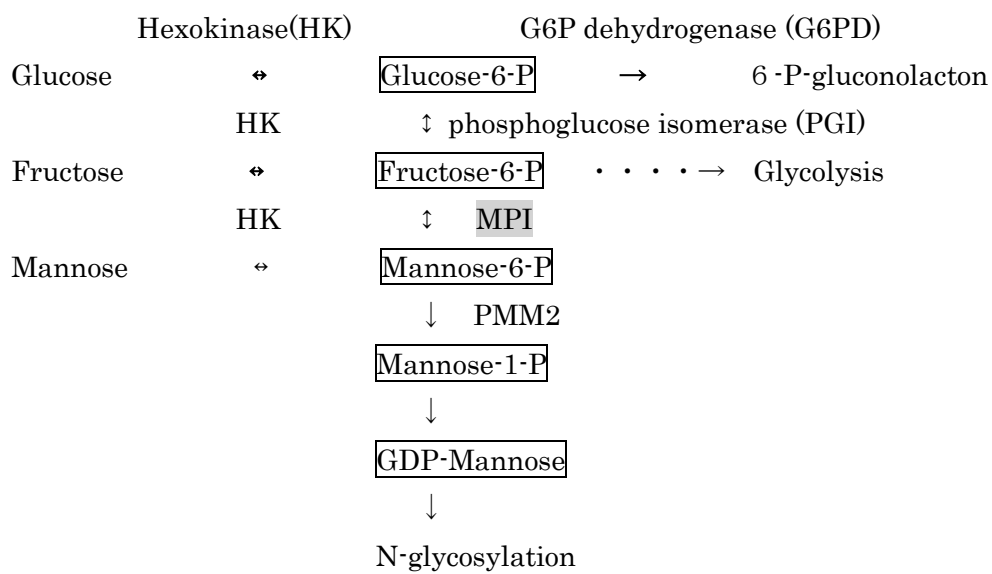 Hexokinase(HK) G6P dehydrogenase (G6PD)
Glucose ↔ Glucose-6-P → ６-P-gluconolacton
HK ↕ phosphoglucose isomerase (PGI)
Fructose ↔ Fructose-6-P ・・・・→ Glycolysis
HK ↕ MPI
Mannose ↔ Mannose-6-P
↓ PMM2
Mannose-1-P
↓
GDP-Mannose
↓
N-glycosylation